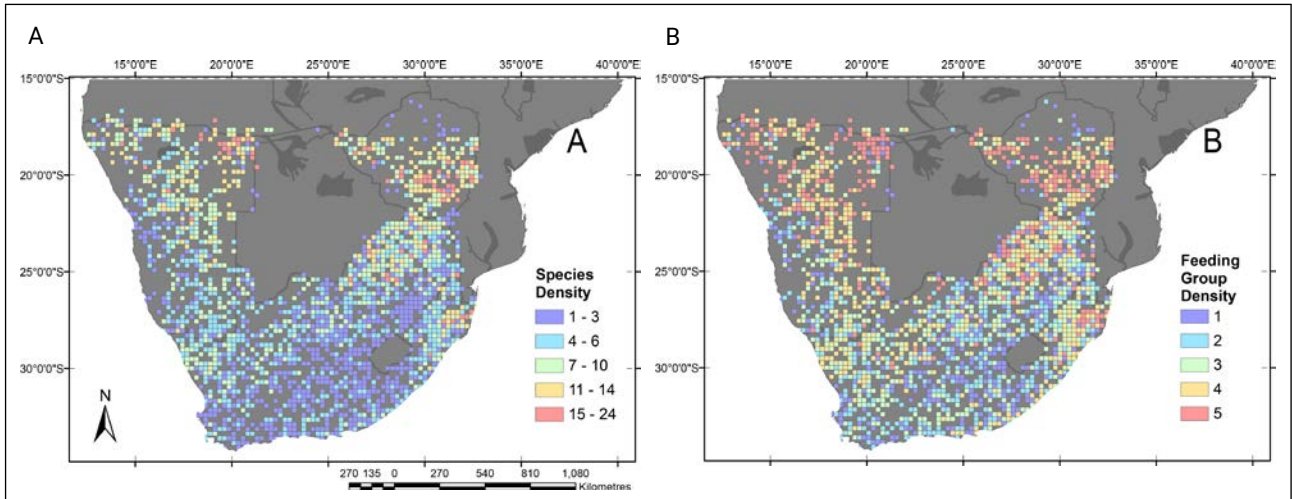 A
B
15°0'0"E 20°0'0"E 25°0'0"E 30°0'0"E 35°0'0"E 40°0'0"E
15°0'0"S
20°0'0"S
25°0'0"S
30°0'0"S
A
Species
Density
1 - 3
4 - 6
7 - 10
11 - 14
15 - 24
N
270 135 0 270 540 810 1,080
Kilometres
15°0'0"E 20°0'0"E 25°0'0"E 30°0'0"E 35°0'0"E 40°0'0"E
15°0'0"S
20°0'0"S
25°0'0"S
30°0'0"S
B
Feeding
Group
Density
1
2
3
4
5